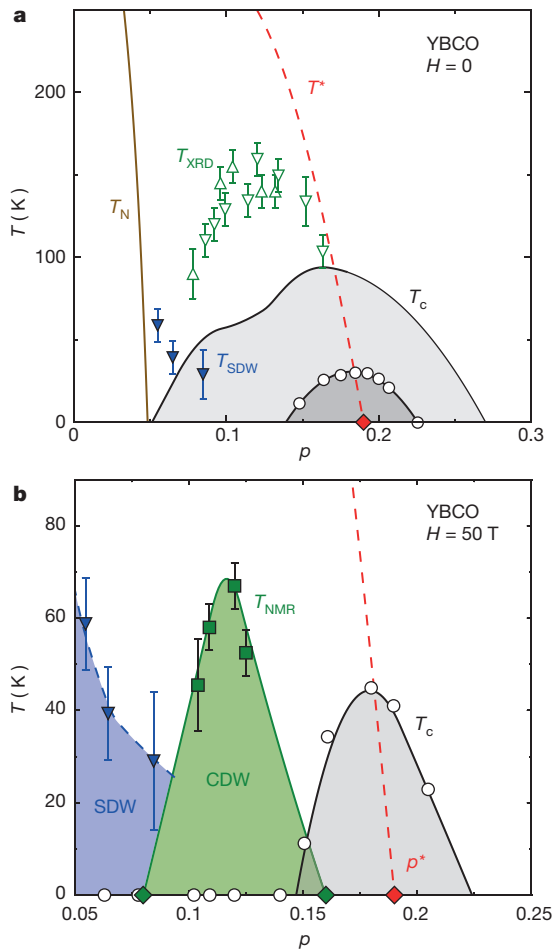 a
YBCO
H = 0
200
T*
T_XRD
T_N
T (K)
100
T_c
T_SDW
0
0 0.1 0.2 0.3
p
b
YBCO
H = 50 T
80
T_NMR
60
T (K)
40
T_c
CDW
20
SDW
p*
0
0.05 0.1 0.15 0.2 0.25
p